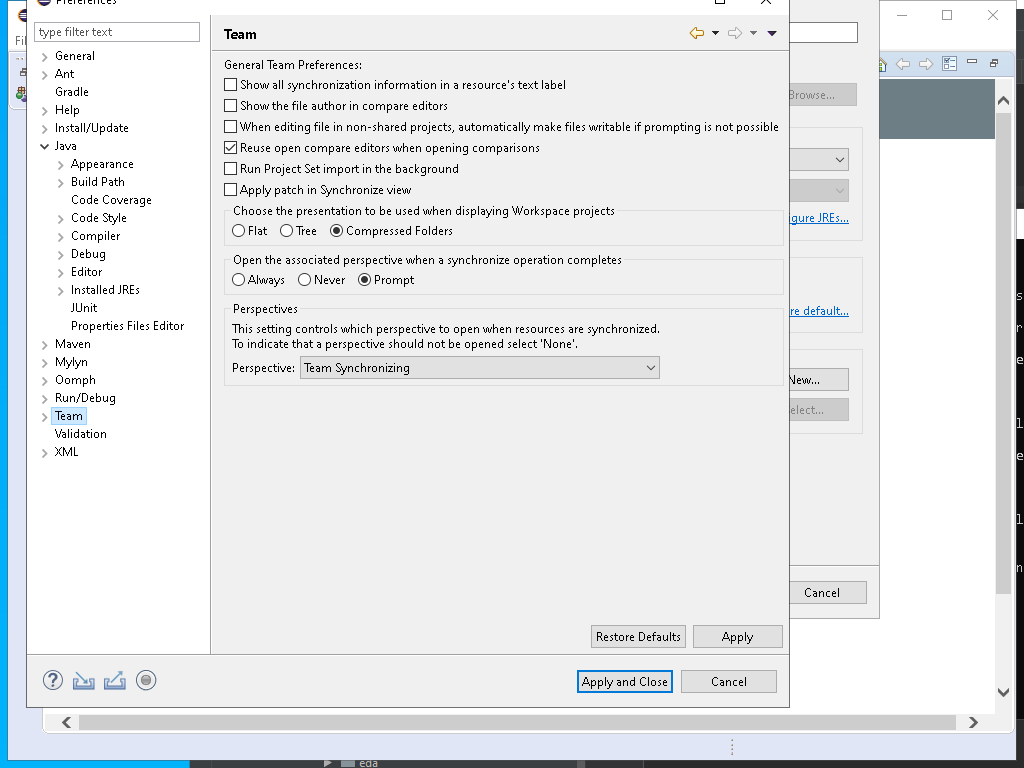 Preferences
type filter text
General
Ant
Gradle
Help
Install/Update
Java
Appearance
Build Path
Code Coverage
Code Style
Compiler
Debug
Editor
Installed JREs
JUnit
Properties Files Editor
Maven
Mylyn
Oomph
Run/Debug
Team
Validation
XML
Team
General Team Preferences:
Show all synchronization information in a resource's text label
Show the file author in compare editors
When editing file in non-shared projects, automatically make files writable if prompting is not possible
Reuse open compare editors when opening comparisons
Run Project Set import in the background
Apply patch in Synchronize view
Choose the presentation to be used when displaying Workspace projects
Flat Tree Compressed Folders
Open the associated perspective when a synchronize operation completes
Always Never Prompt
Perspectives
This setting controls which perspective to open when resources are synchronized.
To indicate that a perspective should not be opened select 'None'.
Perspective: Team Synchronizing
Restore Defaults Apply
Apply and Close Cancel
Browse...
gure JREs...
re default...
New...
elect...
Cancel
eda